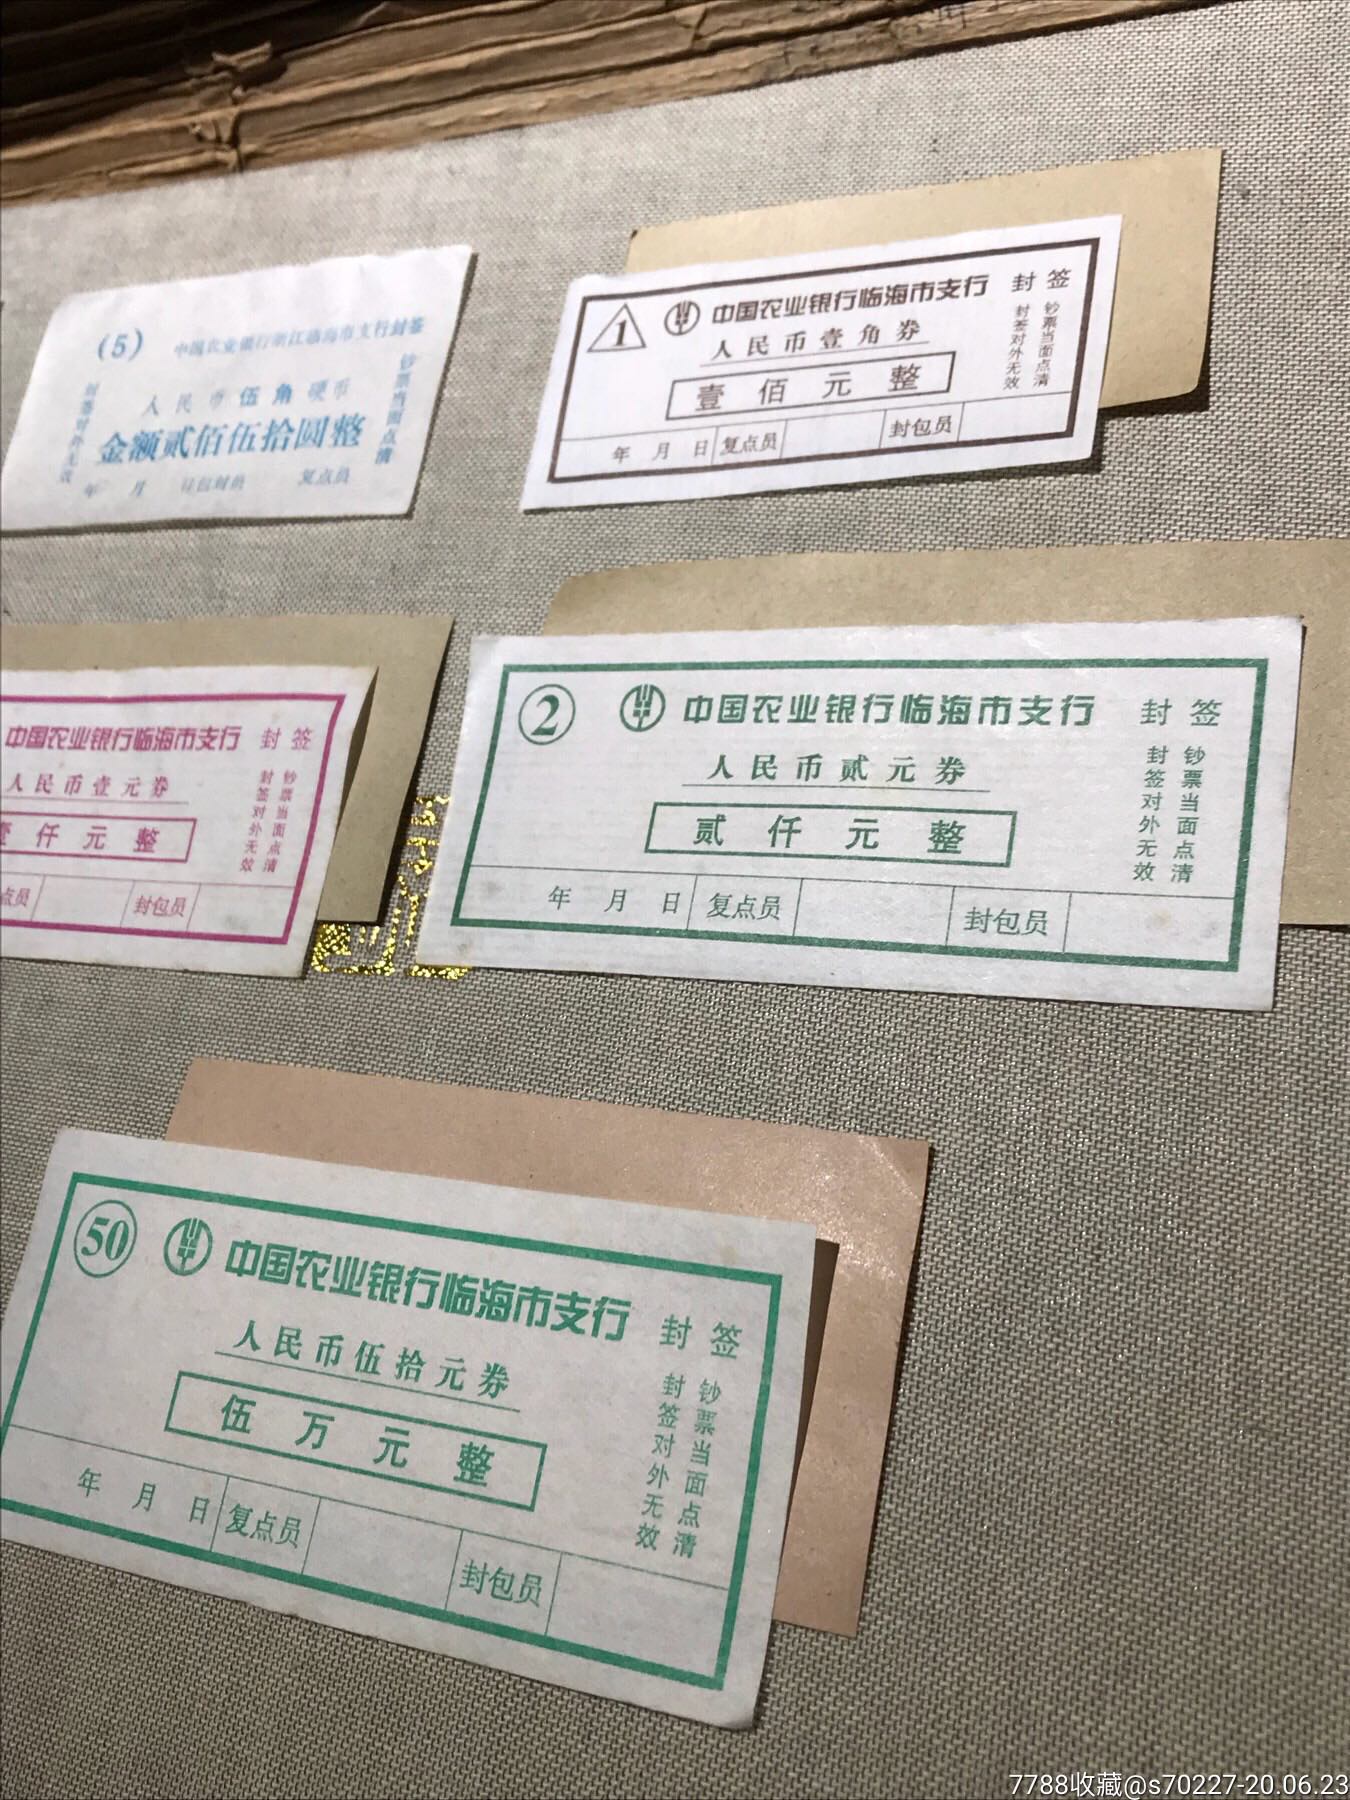 (5) 中国农业银行浙江临海市支行封签
人民币伍角硬币
金额贰佰伍拾圆整
封签对外无效
钞票当面点清
年 月 日包封员 复点员
1 中国农业银行临海市支行 封签
人民币壹角券
壹佰元整
封签对外无效
钞票当面点清
年 月 日 复点员 封包员
中国农业银行临海市支行 封签
人民币壹元券
壹仟元整
封签对外无效
钞票当面点清
点员 封包员
2 中国农业银行临海市支行 封签
人民币贰元券
贰仟元整
封签对外无效
钞票当面点清
年 月 日 复点员 封包员
50 中国农业银行临海市支行 封签
人民币伍拾元券
伍万元整
封签对外无效
钞票当面点清
年 月 日 复点员 封包员
7788收藏@s70227-20.06.23